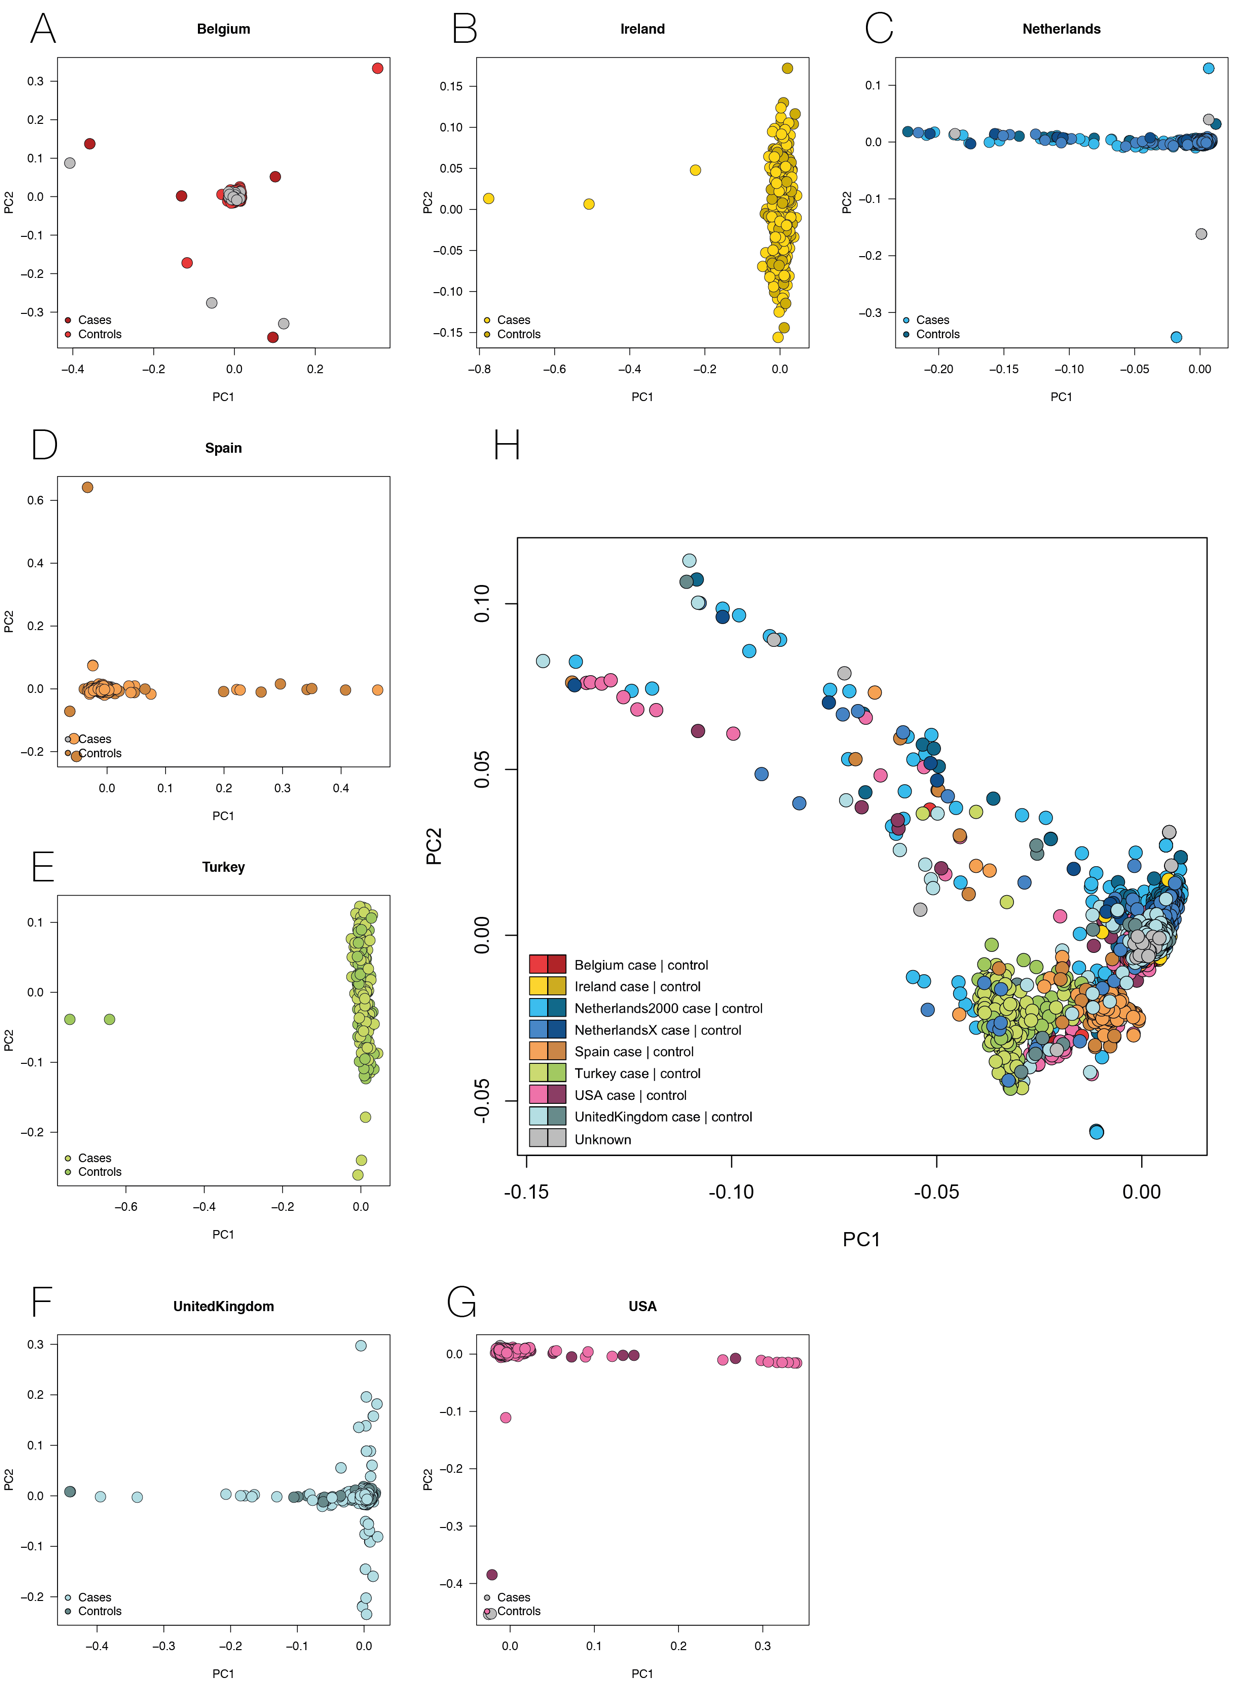 A
Belgium
0.3
0.2
0.1
0.0
−0.1
−0.2
−0.3
PC2
Cases
Controls
−0.4
−0.2
0.0
0.2
PC1
B
Ireland
0.15
0.10
0.05
0.00
−0.05
−0.10
−0.15
PC2
Cases
Controls
−0.8
−0.6
−0.4
−0.2
0.0
PC1
C
Netherlands
0.1
0.0
−0.1
−0.2
−0.3
PC2
Cases
Controls
−0.20
−0.15
−0.10
−0.05
0.00
PC1
D
Spain
0.6
0.4
0.2
0.0
−0.2
PC2
Cases
Controls
0.0
0.1
0.2
0.3
0.4
PC1
E
Turkey
0.1
0.0
−0.1
−0.2
PC2
Cases
Controls
−0.6
−0.4
−0.2
0.0
PC1
H
0.10
0.05
0.00
-0.05
PC2
Belgium case | control
Ireland case | control
Netherlands2000 case | control
NetherlandsX case | control
Spain case | control
Turkey case | control
USA case | control
UnitedKingdom case | control
Unknown
-0.15
-0.10
-0.05
0.00
PC1
F
UnitedKingdom
0.3
0.2
0.1
0.0
−0.1
−0.2
PC2
Cases
Controls
−0.4
−0.3
−0.2
−0.1
0.0
PC1
G
USA
0.0
−0.1
−0.2
−0.3
−0.4
PC2
Cases
Controls
0.0
0.1
0.2
0.3
PC1